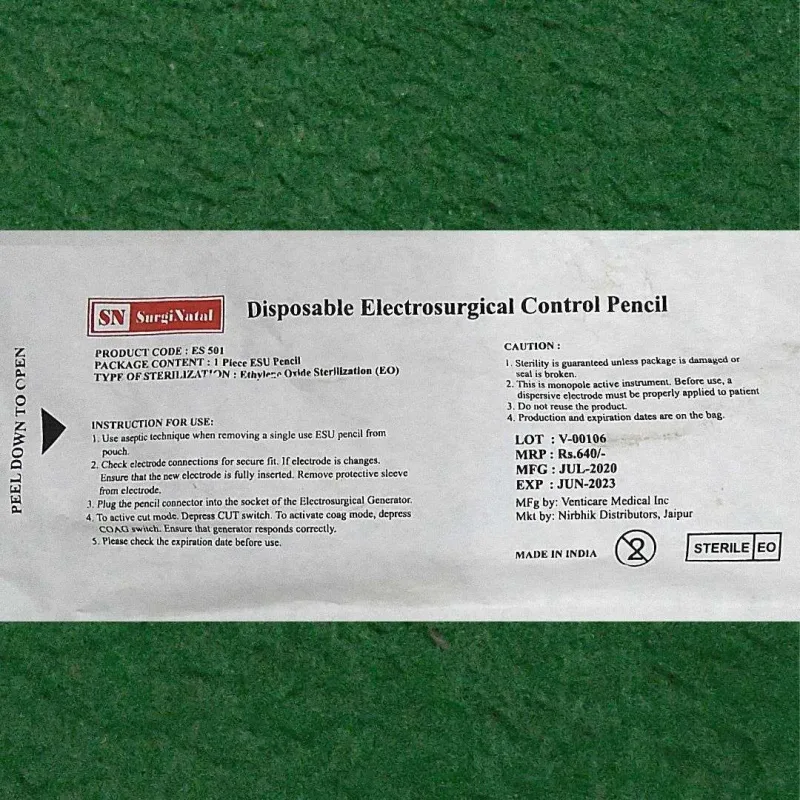 PEEL DOWN TO OPEN
SN SurgiNatal
Disposable Electrosurgical Control Pencil
PRODUCT CODE : ES 501
PACKAGE CONTENT : 1 Piece ESU Pencil
TYPE OF STERILIZATION : Ethylene Oxide Sterilization (EO)
INSTRUCTION FOR USE:
1. Use aseptic technique when removing a single use ESU pencil from
pouch.
2. Check electrode connections for secure fit. If electrode is changes.
Ensure that the new electrode is fully inserted. Remove protective sleeve
from electrode.
3. Plug the pencil connector into the socket of the Electrosurgical Generator.
4. To active cut mode. Depress CUT switch. To activate coag mode, depress
COAG switch. Ensure that generator responds correctly.
5. Please check the expiration date before use.
CAUTION :
1. Sterility is guaranteed unless package is damaged or
seal is broken.
2. This is monopole active instrument. Before use, a
dispersive electrode must be properly applied to patient
3. Do not reuse the product.
4. Production and expiration dates are on the bag.
LOT : V-00106
MRP : Rs.640/-
MFG : JUL-2020
EXP : JUN-2023
MFg by: Venticare Medical Inc
Mkt by: Nirbhik Distributors, Jaipur
MADE IN INDIA
2
STERILE EO